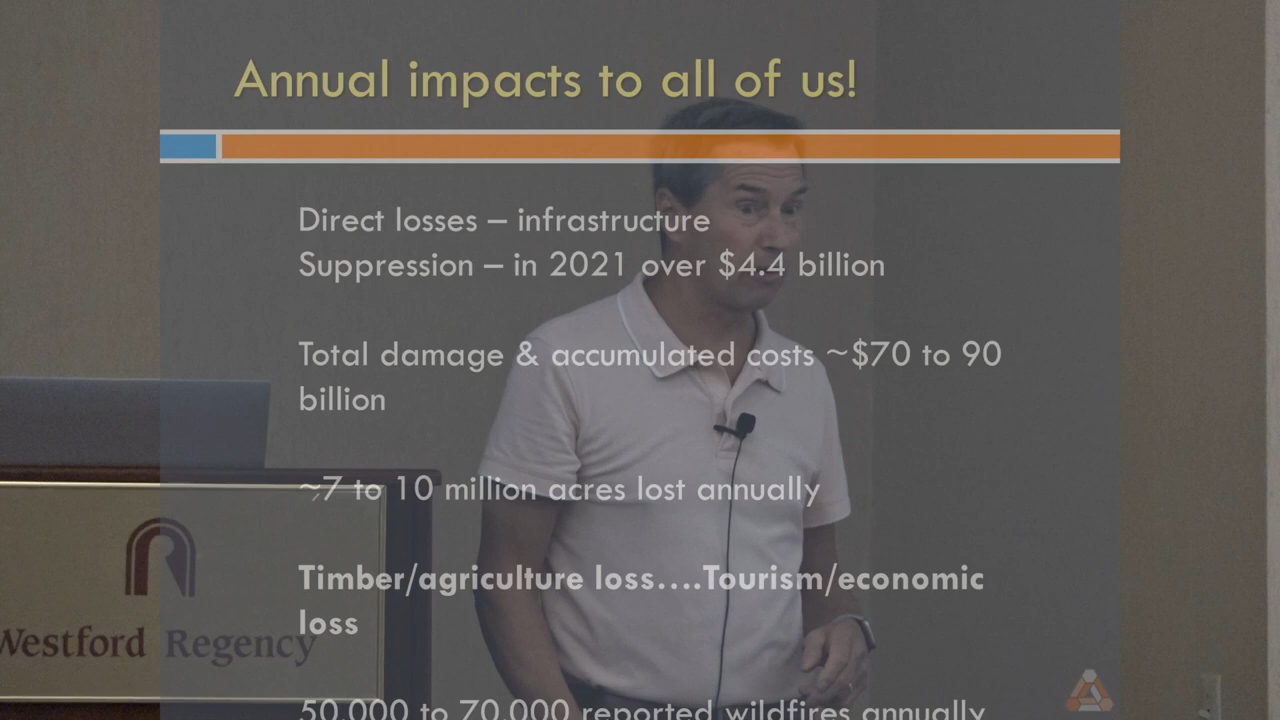 Annual impacts to all of us!
Direct losses – infrastructure
Suppression – in 2021 over $4.4 billion
Total damage & accumulated costs ~$70 to 90
billion
~7 to 10 million acres lost annually
Timber/agriculture loss....Tourism/economic
loss
Westford Regency
50,000 to 70,000 reported wildfires annually